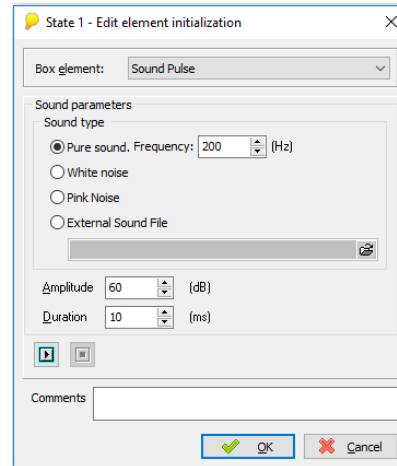 State 1 - Edit element initialization
Box element: Sound Pulse
Sound parameters
Sound type
Pure sound, Frequency: 200 (Hz)
White noise
Pink Noise
External Sound File
Amplitude 60 (dB)
Duration 10 (ms)
Comments
OK Cancel